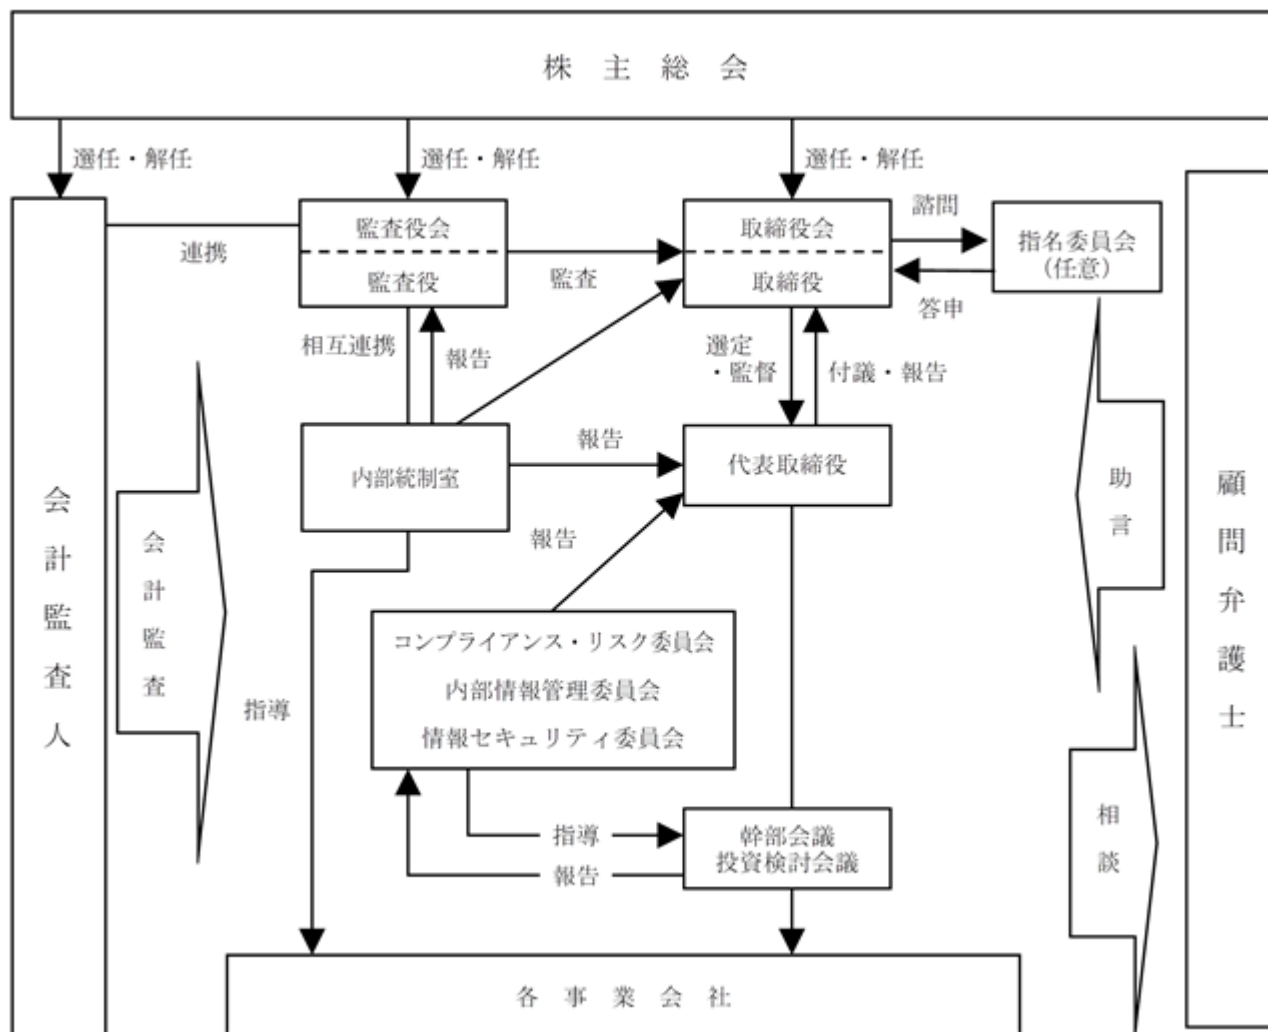 株主総会
選任・解任
選任・解任
選任・解任
監査役会
監査役
取締役会
取締役
諮問
答申
指名委員会
（任意）
連携
監査
相互連携
報告
選定
・監督
付議・報告
内部統制室
報告
代表取締役
報告
会計監査人
会計監査
助言
顧問弁護士
コンプライアンス・リスク委員会
内部情報管理委員会
情報セキュリティ委員会
指導
指導
報告
幹部会議
投資検討会議
相談
各事業会社